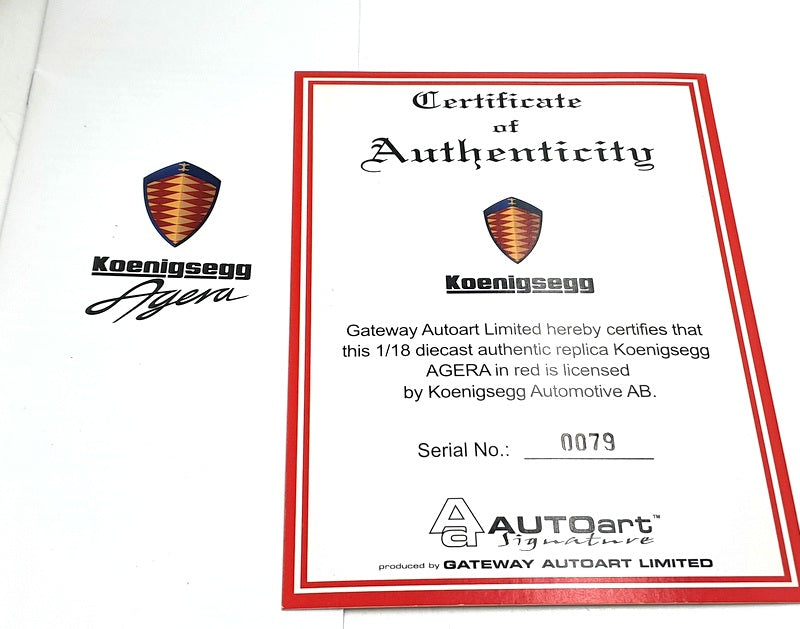 Koenigsegg
Agera
Certificate
of
Authenticity
Koenigsegg
Gateway Autoart Limited hereby certifies that
this 1/18 diecast authentic replica Koenigsegg
AGERA in red is licensed
by Koenigsegg Automotive AB.
Serial No.: 0079
Aa AUTOart™
Signature
produced by GATEWAY AUTOART LIMITED